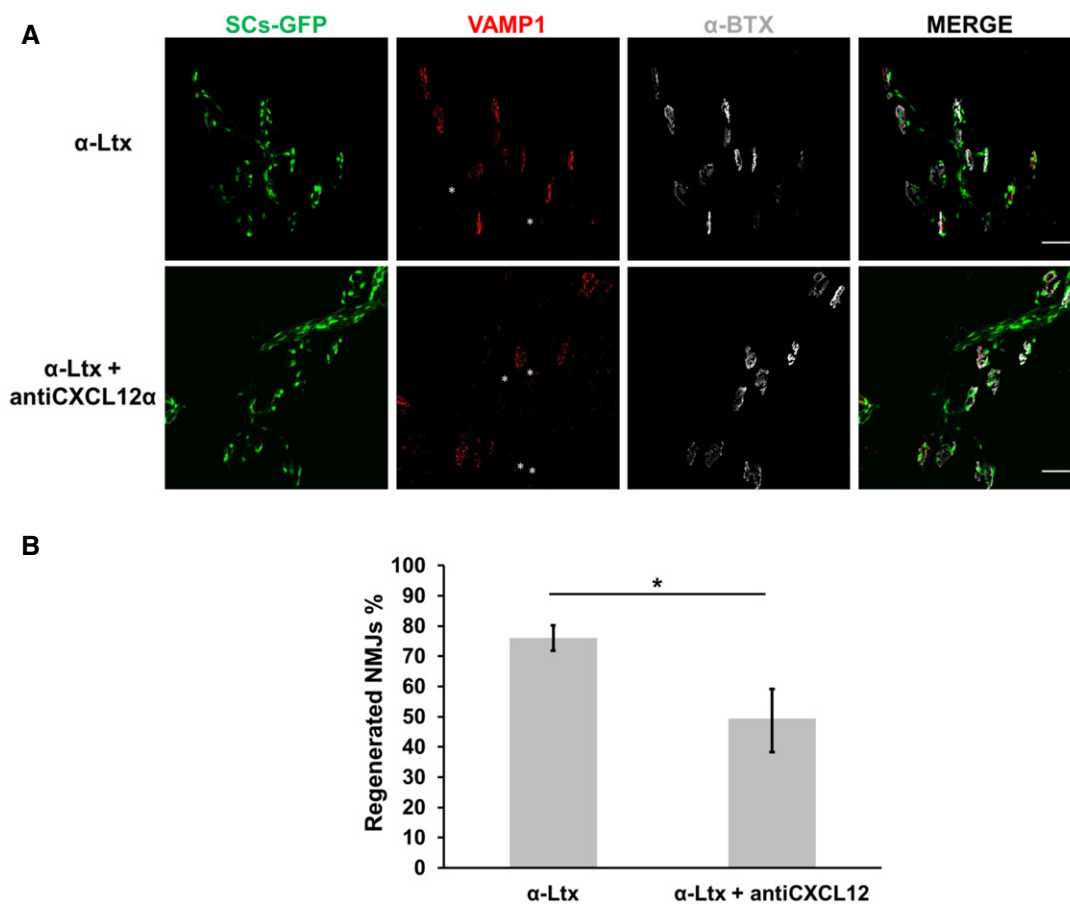 A
SCs-GFP VAMP1 α-BTX MERGE
α-Ltx
* *
α-Ltx +
antiCXCL12α
* *
* *
B
Regenerated NMJs %
100
90
80
70
60
50
40
30
20
10
0
*
α-Ltx α-Ltx + antiCXCL12